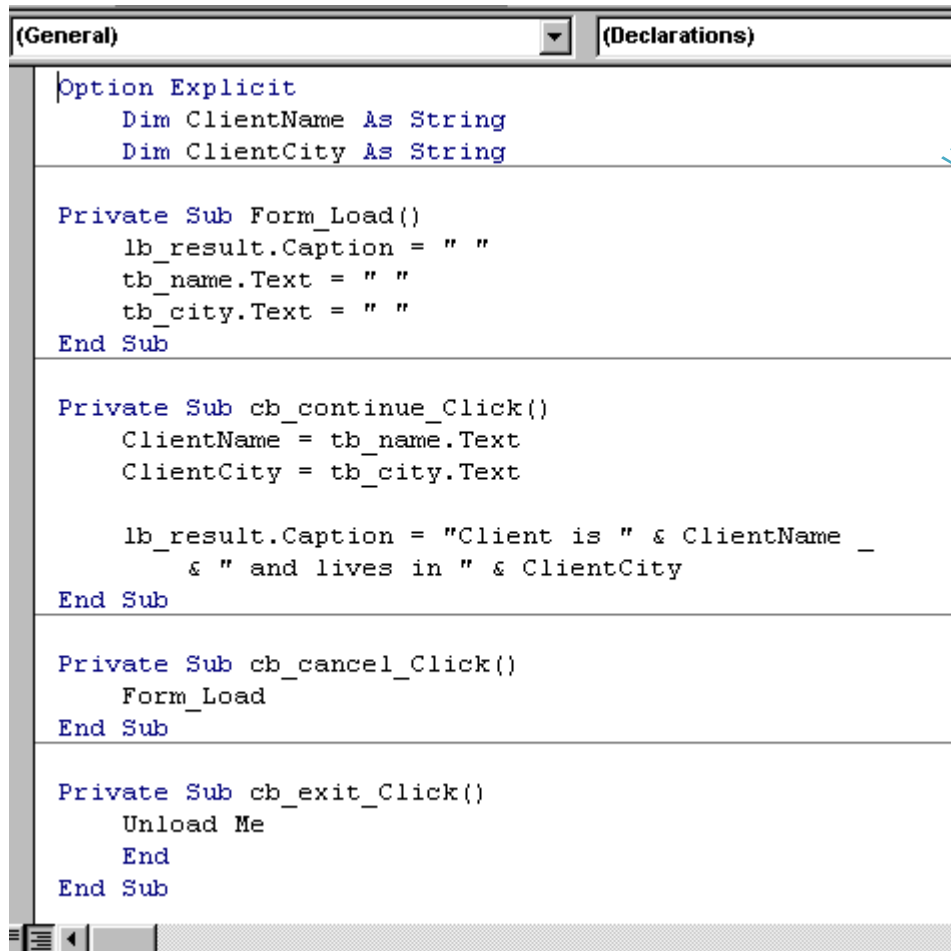 (General) (Declarations)
Option Explicit
Dim ClientName As String
Dim ClientCity As String
Private Sub Form_Load()
lb_result.Caption = " "
tb_name.Text = " "
tb_city.Text = " "
End Sub
Private Sub cb_continue_Click()
ClientName = tb_name.Text
ClientCity = tb_city.Text
lb_result.Caption = "Client is " & ClientName _
& " and lives in " & ClientCity
End Sub
Private Sub cb_cancel_Click()
Form_Load
End Sub
Private Sub cb_exit_Click()
Unload Me
End
End Sub